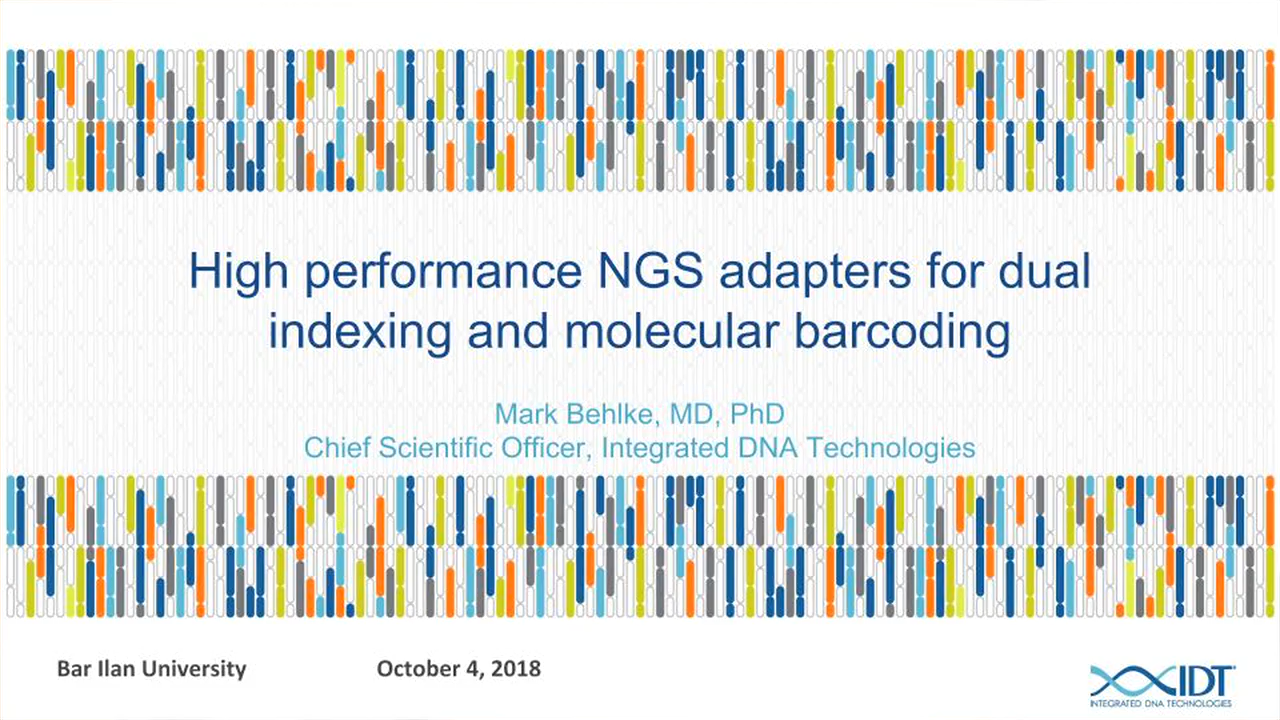 High performance NGS adapters for dual
indexing and molecular barcoding
Mark Behlke, MD, PhD
Chief Scientific Officer, Integrated DNA Technologies
Bar Ilan University
October 4, 2018
IDT
INTEGRATED DNA TECHNOLOGIES